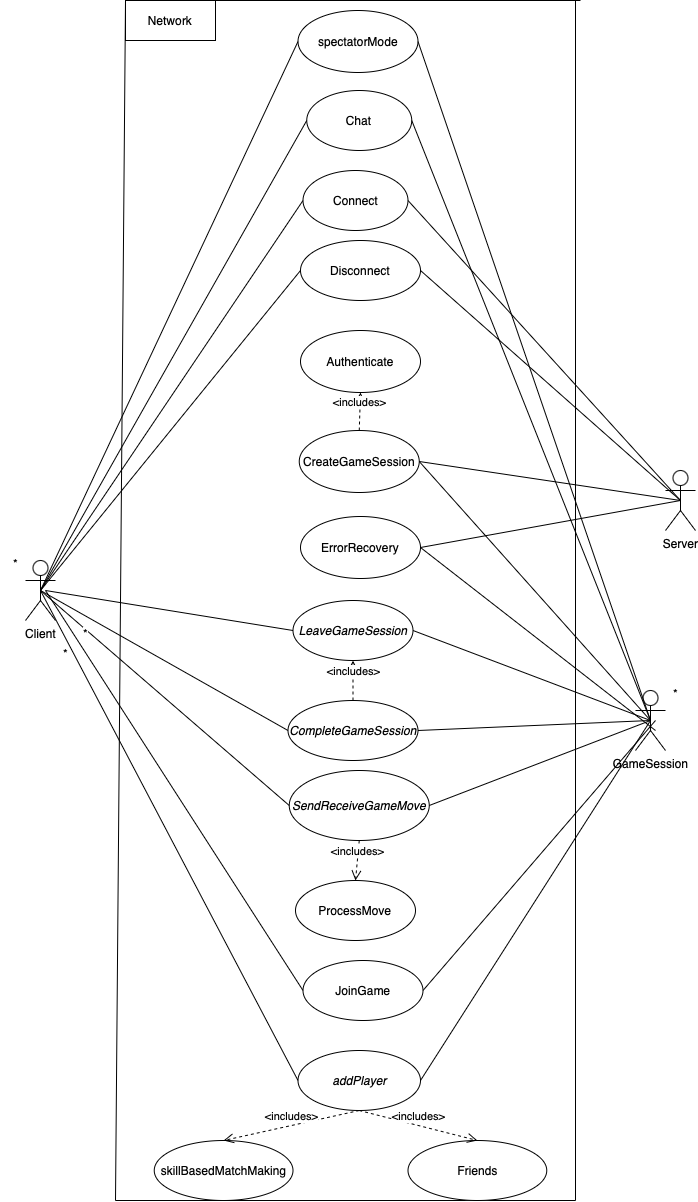 Network
spectatorMode
Chat
Connect
Disconnect
Authenticate
<includes>
CreateGameSession
ErrorRecovery
Server
*
Client
*
*
LeaveGameSession
<includes>
*
GameSession
CompleteGameSession
SendReceiveGameMove
<includes>
ProcessMove
JoinGame
addPlayer
<includes>
<includes>
skillBasedMatchMaking
Friends